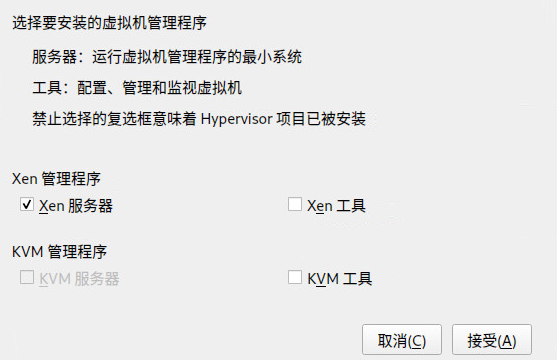 选择要安装的虚拟机管理程序
服务器：运行虚拟机管理程序的最小系统
工具：配置、管理和监视虚拟机
禁止选择的复选框意味着 Hypervisor 项目已被安装
Xen 管理程序
Xen 服务器 Xen 工具
KVM 管理程序
KVM 服务器 KVM 工具
取消(C) 接受(A)